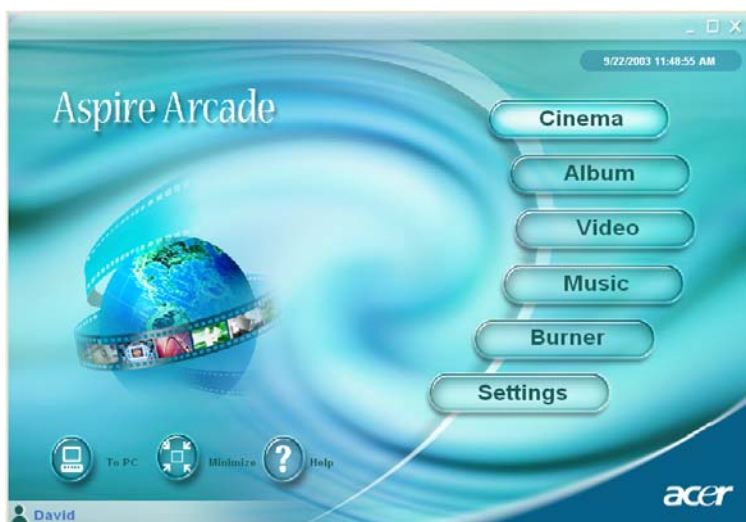 9/22/2003 11:48:55 AM
Aspire Arcade
Cinema
Album
Video
Music
Burner
Settings
To PC
Minimize
Help
acer
David